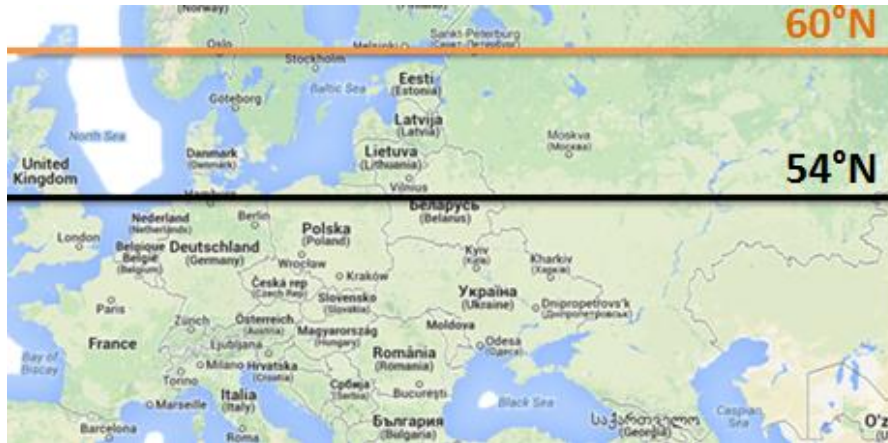 (Norway)
60°N
Sankt-Peterburg
(Санкт-Петербург)
Oslo
Helsinki
Stockholm
Eesti
(Estonia)
Baltic Sea
Göteborg
Latvija
(Latvia)
North Sea
Moskva
(Москва)
Danmark
(Denmark)
Lietuva
(Lithuania)
United
Kingdom
54°N
Vilnius
Hamburg
Беларусь
(Belarus)
Nederland
(Netherlands)
Berlin
Polska
(Poland)
London
Belgique
België
(Belgium)
Deutschland
(Germany)
Wrocław
Kyiv
(Київ)
Kharkiv
(Харків)
Kraków
Česká rep
(Czech Rep)
Slovensko
(Slovakia)
Україна
(Ukraine)
Dnipropetrovs'k
(Дніпропетровськ)
Paris
Zürich
Österreich
(Austria)
Magyarország
(Hungary)
Moldova
France
Ljubljana
Odesa
(Одеса)
Bay of
Biscay
Milano
Hrvatska
(Croatia)
România
(Romania)
Torino
Србија
(Serbia)
București
Italia
(Italy)
Marseille
Black Sea
Caspian
Sea
Barcelona
Roma
България
(Bulgaria)
საქართველო
(Georgia)
O'z